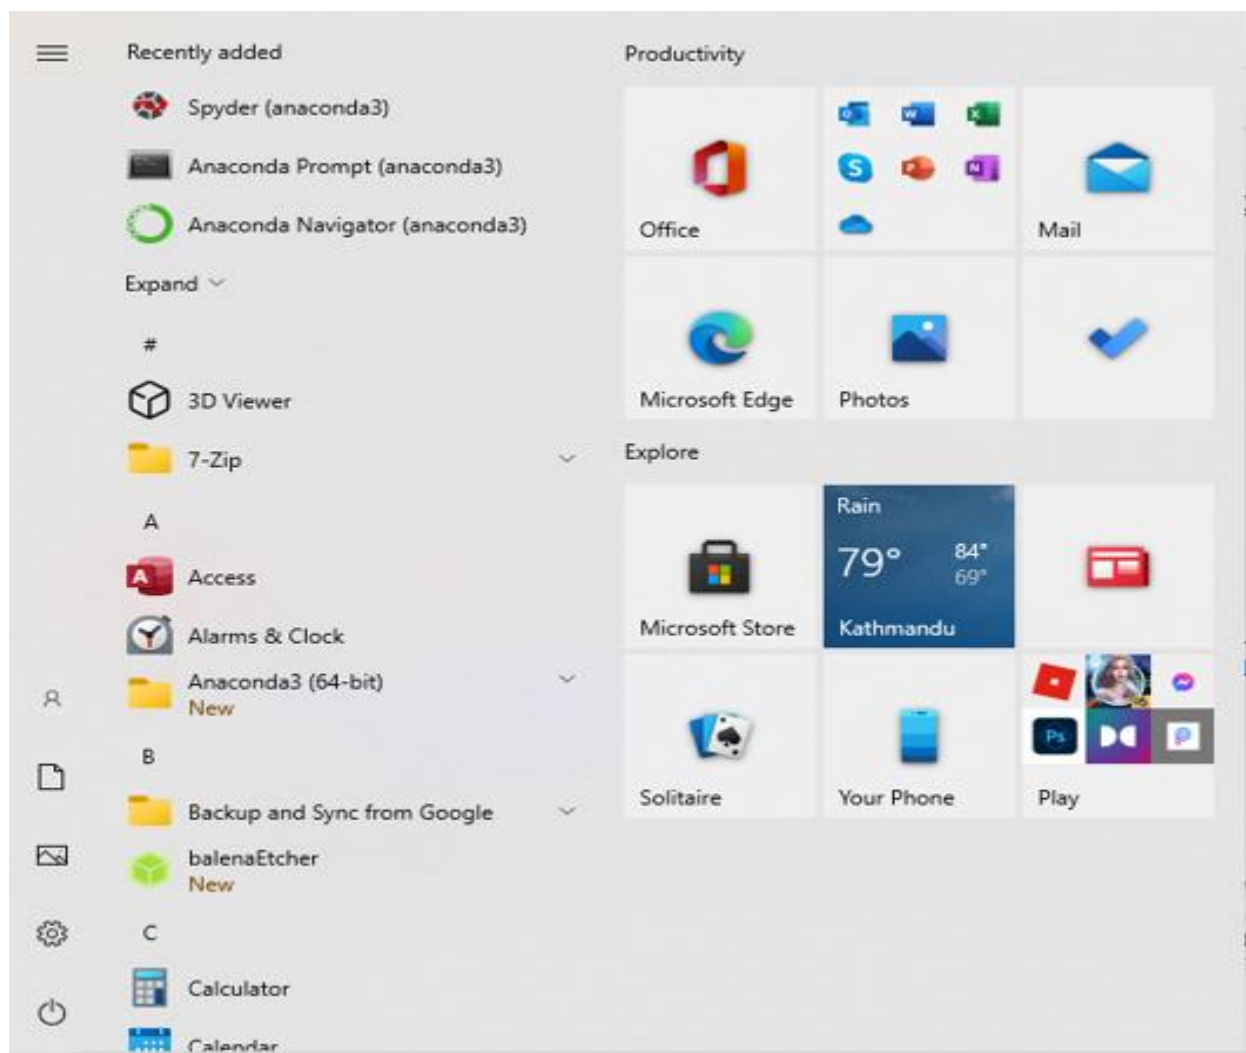 Recently added
Spyder (anaconda3)
Anaconda Prompt (anaconda3)
Anaconda Navigator (anaconda3)
Expand
#
3D Viewer
7-Zip
A
Access
Alarms & Clock
Anaconda3 (64-bit)
New
B
Backup and Sync from Google
balenaEtcher
New
C
Calculator
Calendar
Productivity
Office
Mail
Microsoft Edge
Photos
Explore
Microsoft Store
Rain
79°
84°
69°
Kathmandu
Solitaire
Your Phone
Ps
Play